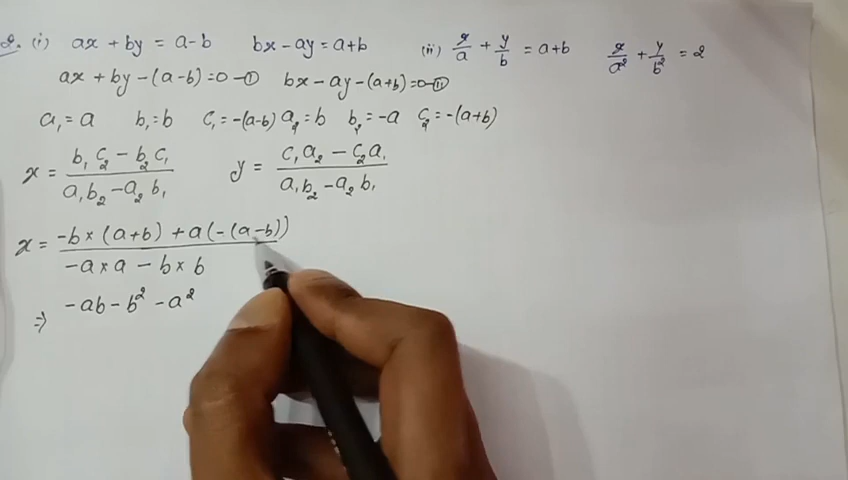 2. (i) ax + by = a - b bx - ay = a + b (ii) x/a + y/b = a + b x/a² + y/b² = 2
ax + by - (a - b) = 0 - ① bx - ay - (a + b) = 0 - ②
a₁ = a b₁ = b c₁ = -(a - b) a₂ = b b₂ = -a c₂ = -(a + b)
x = (b₁c₂ - b₂c₁)/(a₁b₂ - a₂b₁) y = (c₁a₂ - c₂a₁)/(a₁b₂ - a₂b₁)
x = (-b × (a + b) + a(-(a - b)))/(-a × a - b × b)
⇒ -ab - b² - a²